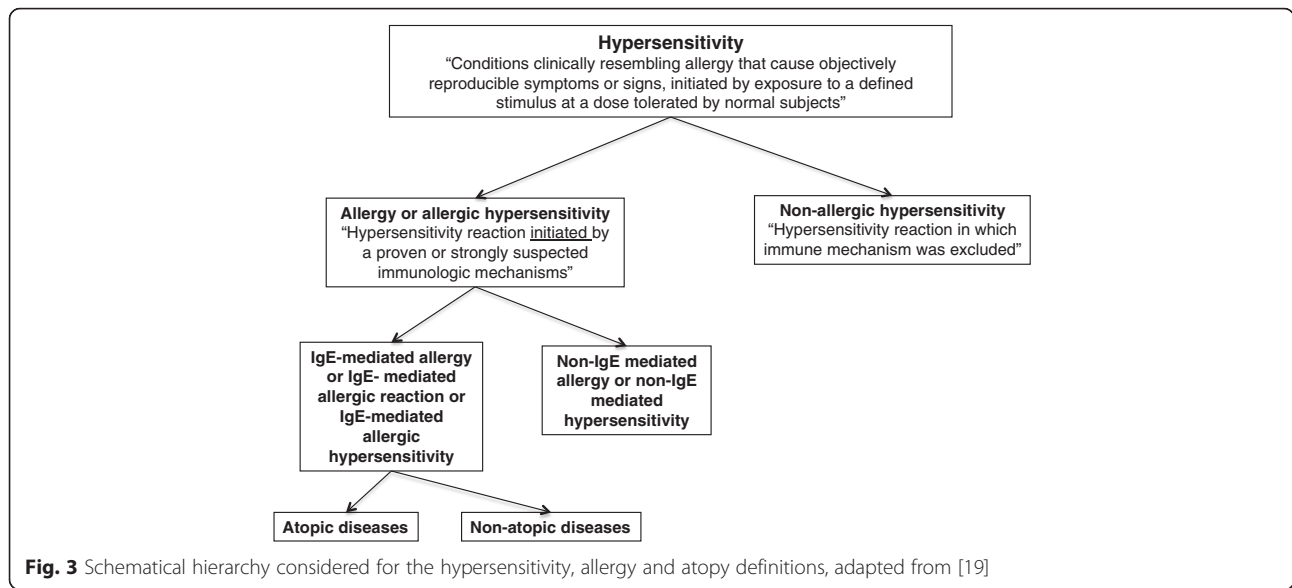 Hypersensitivity
“Conditions clinically resembling allergy that cause objectively
reproducible symptoms or signs, initiated by exposure to a defined
stimulus at a dose tolerated by normal subjects”
Allergy or allergic hypersensitivity
“Hypersensitivity reaction initiated by
a proven or strongly suspected
immunologic mechanisms”
Non-allergic hypersensitivity
“Hypersensitivity reaction in which
immune mechanism was excluded”
IgE-mediated allergy
or IgE- mediated
allergic reaction or
IgE-mediated
allergic
hypersensitivity
Non-IgE mediated
allergy or non-IgE
mediated
hypersensitivity
Atopic diseases
Non-atopic diseases
Fig. 3 Schematical hierarchy considered for the hypersensitivity, allergy and atopy definitions, adapted from [19]